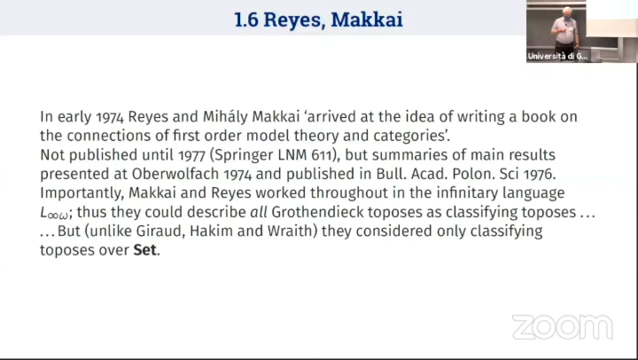 1.6 Reyes, Makkai
Università di G...
In early 1974 Reyes and Mihály Makkai ‘arrived at the idea of writing a book on
the connections of first order model theory and categories’.
Not published until 1977 (Springer LNM 611), but summaries of main results
presented at Oberwolfach 1974 and published in Bull. Acad. Polon. Sci 1976.
Importantly, Makkai and Reyes worked throughout in the infinitary language
L∞ω; thus they could describe all Grothendieck toposes as classifying toposes ...
... But (unlike Giraud, Hakim and Wraith) they considered only classifying
toposes over Set.
zoom